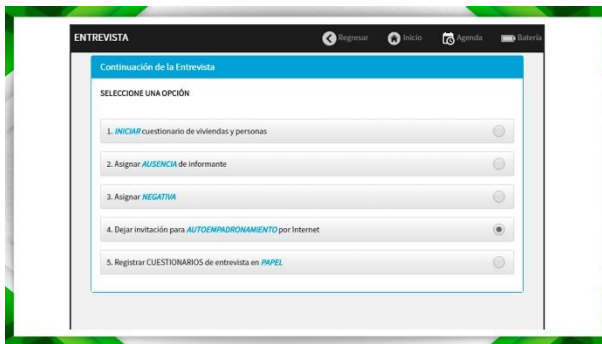 ENTREVISTA Regresar Inicio Agenda Batería
Continuación de la Entrevista
SELECCIONE UNA OPCIÓN
1. INICIAR cuestionario de viviendas y personas
2. Asignar AUSENCIA de informante
3. Asignar NEGATIVA
4. Dejar invitación para AUTOEMPADRONAMIENTO por Internet
5. Registrar CUESTIONARIOS de entrevista en PAPEL